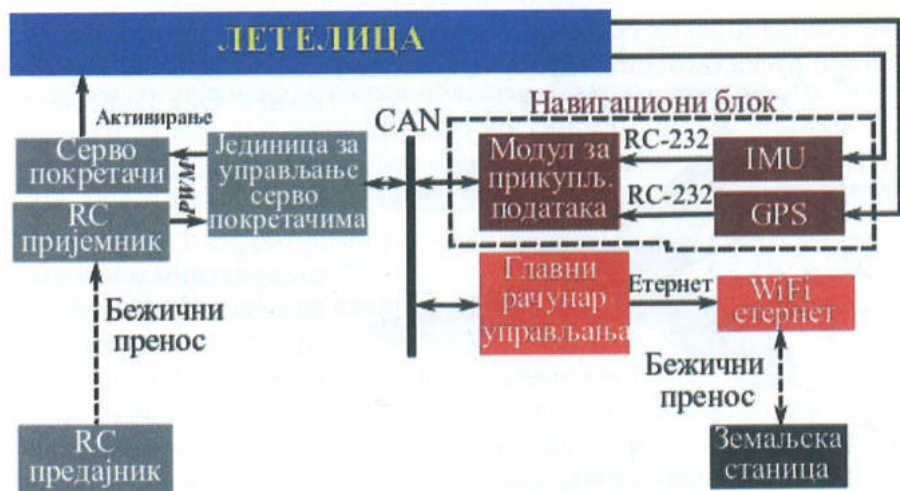 ЛЕТЕЛИЦА
Активирање
Серво
покретачи
PWM
RC
пријемник
Јединица за
управљање
серво
покретачима
CAN
Навигациони блок
Модул за
прикупљ.
података
RC-232
IMU
RC-232
GPS
Главни
рачунар
управљања
Етернет
WiFi
етернет
Бежични
пренос
Бежични
пренос
RC
предајник
Земаљска
станица